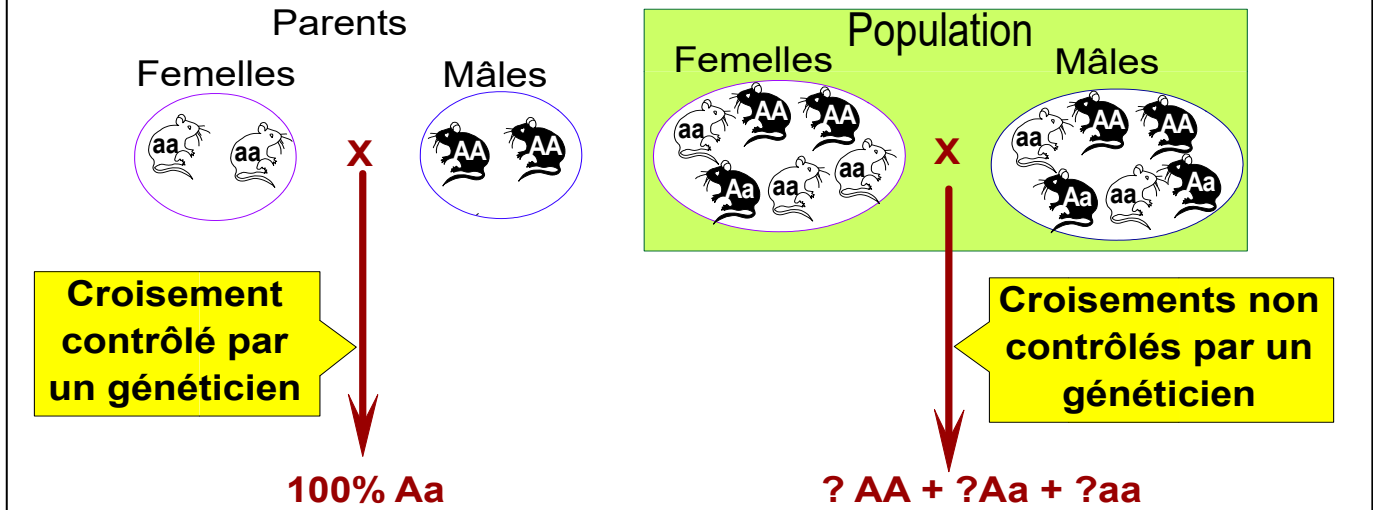 Parents
Femelles
Mâles
aa
aa
x
AA
AA
Croisement
contrôlé par
un généticien
100% Aa
Population
Femelles
Mâles
aa
AA
AA
Aa
aa
aa
x
aa
AA
AA
Aa
aa
Aa
Croisements non
contrôlés par un
généticien
? AA + ?Aa + ?aa